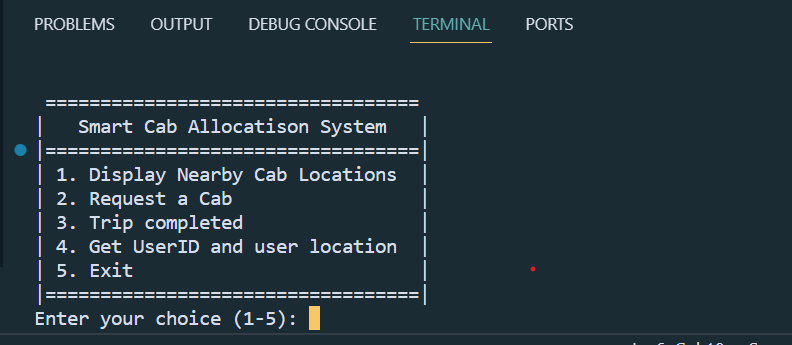 PROBLEMS OUTPUT DEBUG CONSOLE TERMINAL PORTS
==================================
| Smart Cab Allocatison System |
|==================================|
| 1. Display Nearby Cab Locations |
| 2. Request a Cab |
| 3. Trip completed |
| 4. Get UserID and user location |
| 5. Exit |
|==================================|
Enter your choice (1-5):